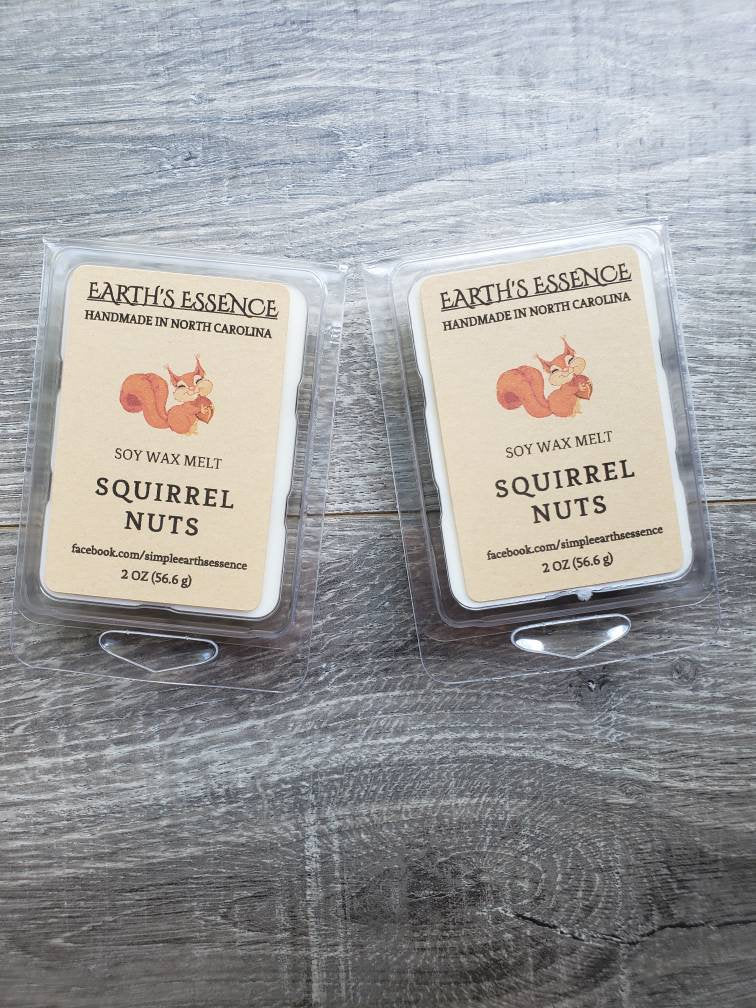 EARTH'S ESSENCE
HANDMADE IN NORTH CAROLINA
SOY WAX MELT
SQUIRREL
NUTS
facebook.com/simpleearthsessence
2 OZ (56.6 g)
EARTH'S ESSENCE
HANDMADE IN NORTH CAROLINA
SOY WAX MELT
SQUIRREL
NUTS
facebook.com/simpleearthsessence
2 OZ (56.6 g)